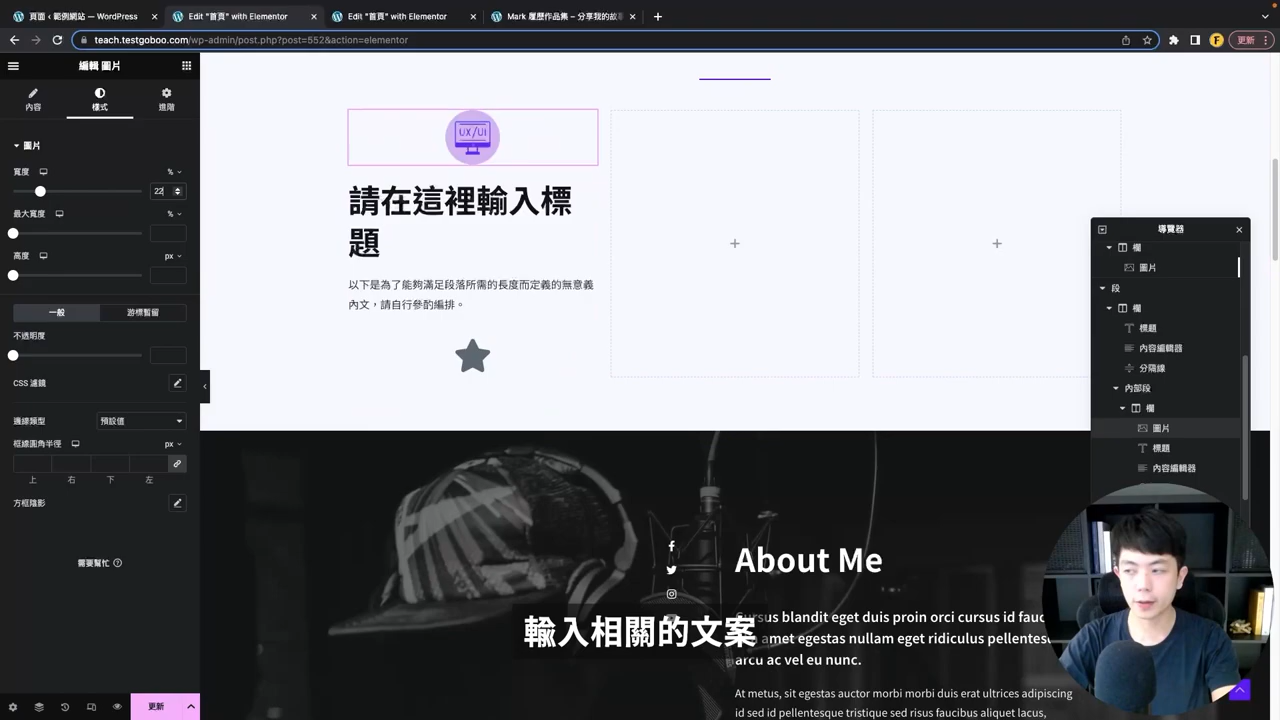 頁面 ‹ 範例網站 — WordPress
Edit "首頁" with Elementor
Edit "首頁" with Elementor
Mark 履歷作品集 – 分享我的故事
teach.testgoboo.com/wp-admin/post.php?post=552&action=elementor
F
更新
編輯 圖片
內容
樣式
進階
圖片
寬度
%
22
最大寬度
%
高度
px
一般
游標暫留
不透明度
CSS 濾鏡
邊線類型
預設值
框線圓角半徑
px
上
右
下
左
方框陰影
需要幫忙
更新
UX/UI
請在這裡輸入標
題
以下是為了能夠滿足段落所需的長度而定義的無意義
內文，請自行參酌編排。
導覽器
欄
圖片
段
欄
標題
內容編輯器
分隔線
內部段
欄
圖片
標題
內容編輯器
About Me
Cursus blandit eget duis proin orci cursus id
amet egestas nullam eget ridiculus
arcu ac vel eu nunc.
At metus, sit egestas auctor morbi morbi duis erat ultrices adipiscing
id sed id pellentesque sed risus faucibus aliquet lacus,
輸入相關的文案